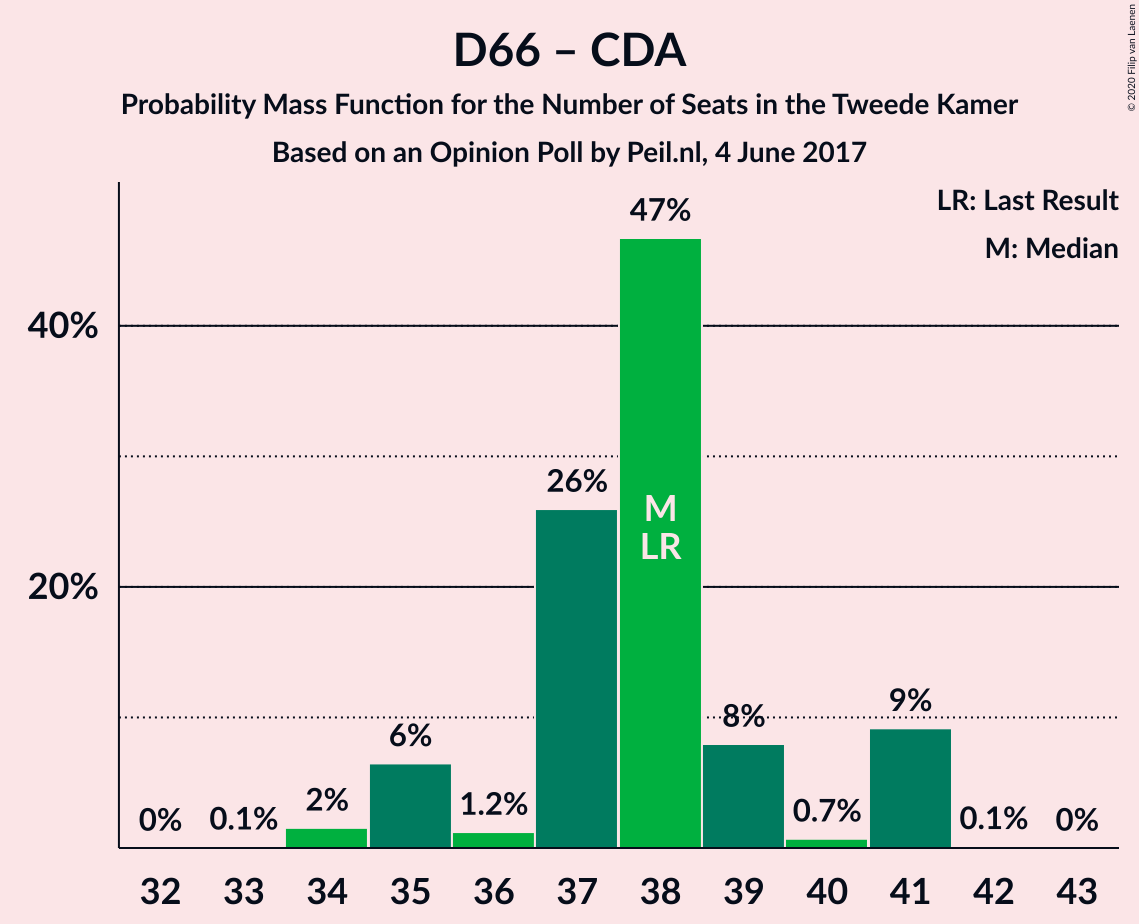 D66 – CDA
Probability Mass Function for the Number of Seats in the Tweede Kamer
Based on an Opinion Poll by Peil.nl, 4 June 2017
© 2020 Filip van Laenen
LR: Last Result
M: Median
47%
40%
26%
M
LR
20%
9%
8%
6%
2%
1.2%
0.7%
0%
0.1%
0.1%
0%
32 33 34 35 36 37 38 39 40 41 42 43